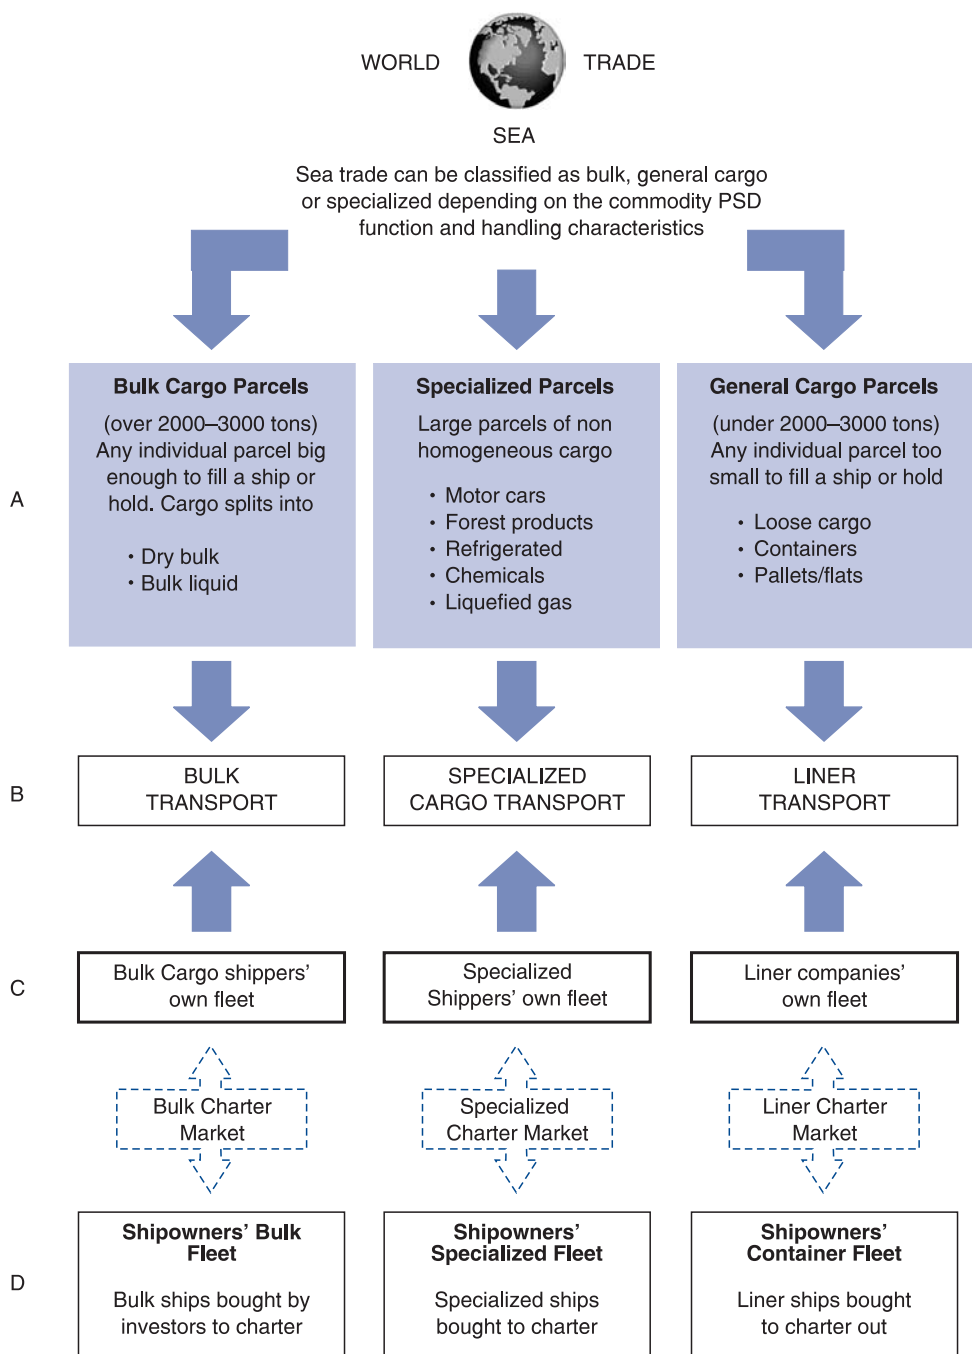 WORLD TRADE
SEA
Sea trade can be classified as bulk, general cargo
or specialized depending on the commodity PSD
function and handling characteristics
A
Bulk Cargo Parcels
(over 2000–3000 tons)
Any individual parcel big
enough to fill a ship or
hold. Cargo splits into
• Dry bulk
• Bulk liquid
Specialized Parcels
Large parcels of non
homogeneous cargo
• Motor cars
• Forest products
• Refrigerated
• Chemicals
• Liquefied gas
General Cargo Parcels
(under 2000–3000 tons)
Any individual parcel too
small to fill a ship or hold
• Loose cargo
• Containers
• Pallets/flats
B
BULK
TRANSPORT
SPECIALIZED
CARGO TRANSPORT
LINER
TRANSPORT
C
Bulk Cargo shippers’
own fleet
Specialized
Shippers’ own fleet
Liner companies’
own fleet
Bulk Charter
Market
Specialized
Charter Market
Liner Charter
Market
D
Shipowners’ Bulk
Fleet
Bulk ships bought by
investors to charter
Shipowners’
Specialized Fleet
Specialized ships
bought to charter
Shipowners’
Container Fleet
Liner ships bought
to charter out